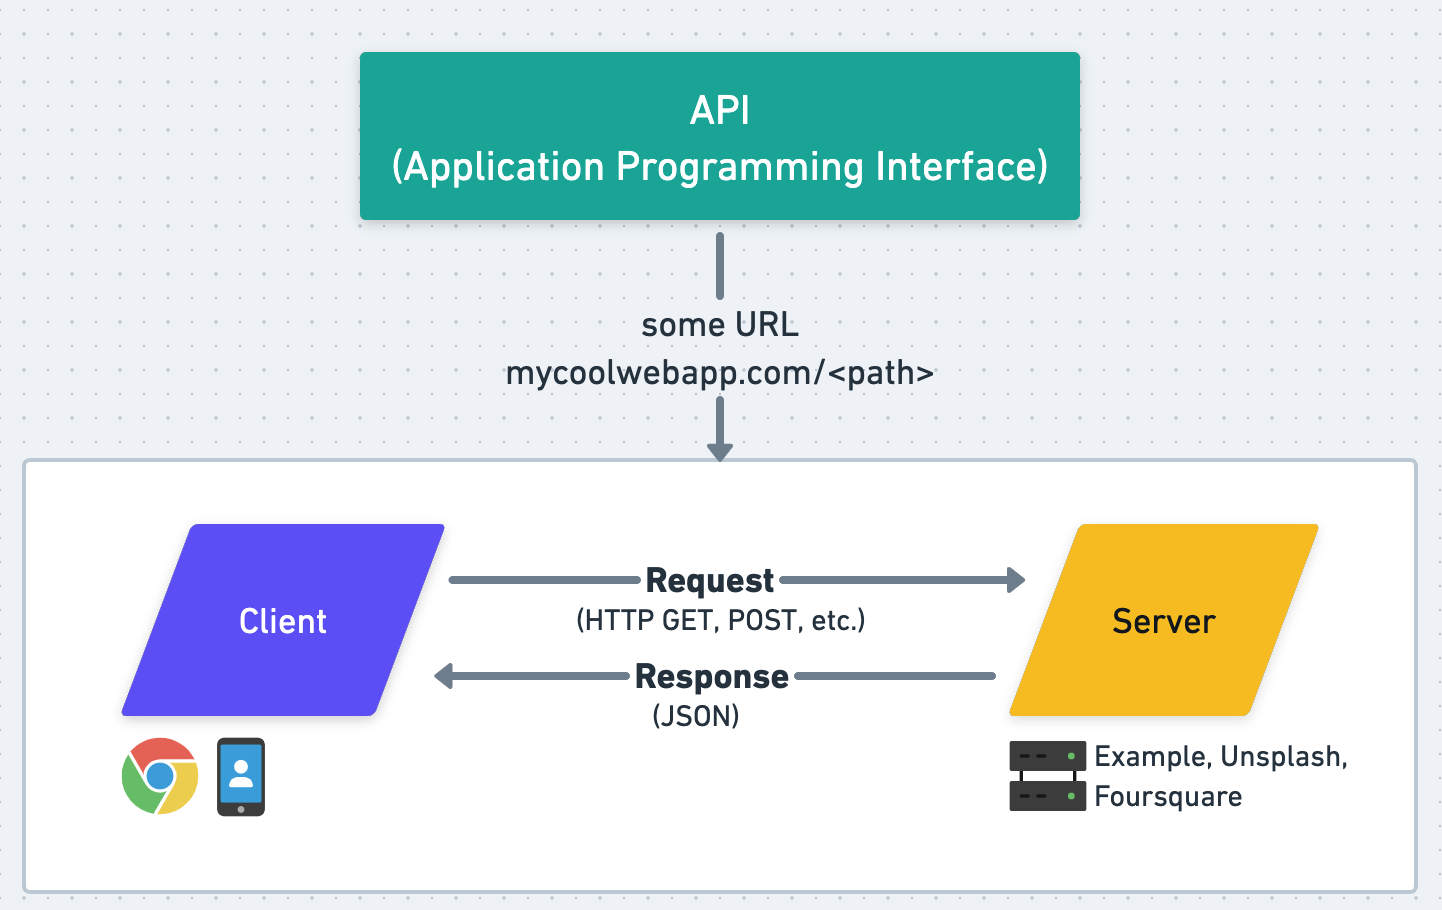 API
(Application Programming Interface)
some URL
mycoolwebapp.com/<path>
Client
Request
(HTTP GET, POST, etc.)
Response
(JSON)
Server
Example, Unsplash,
Foursquare